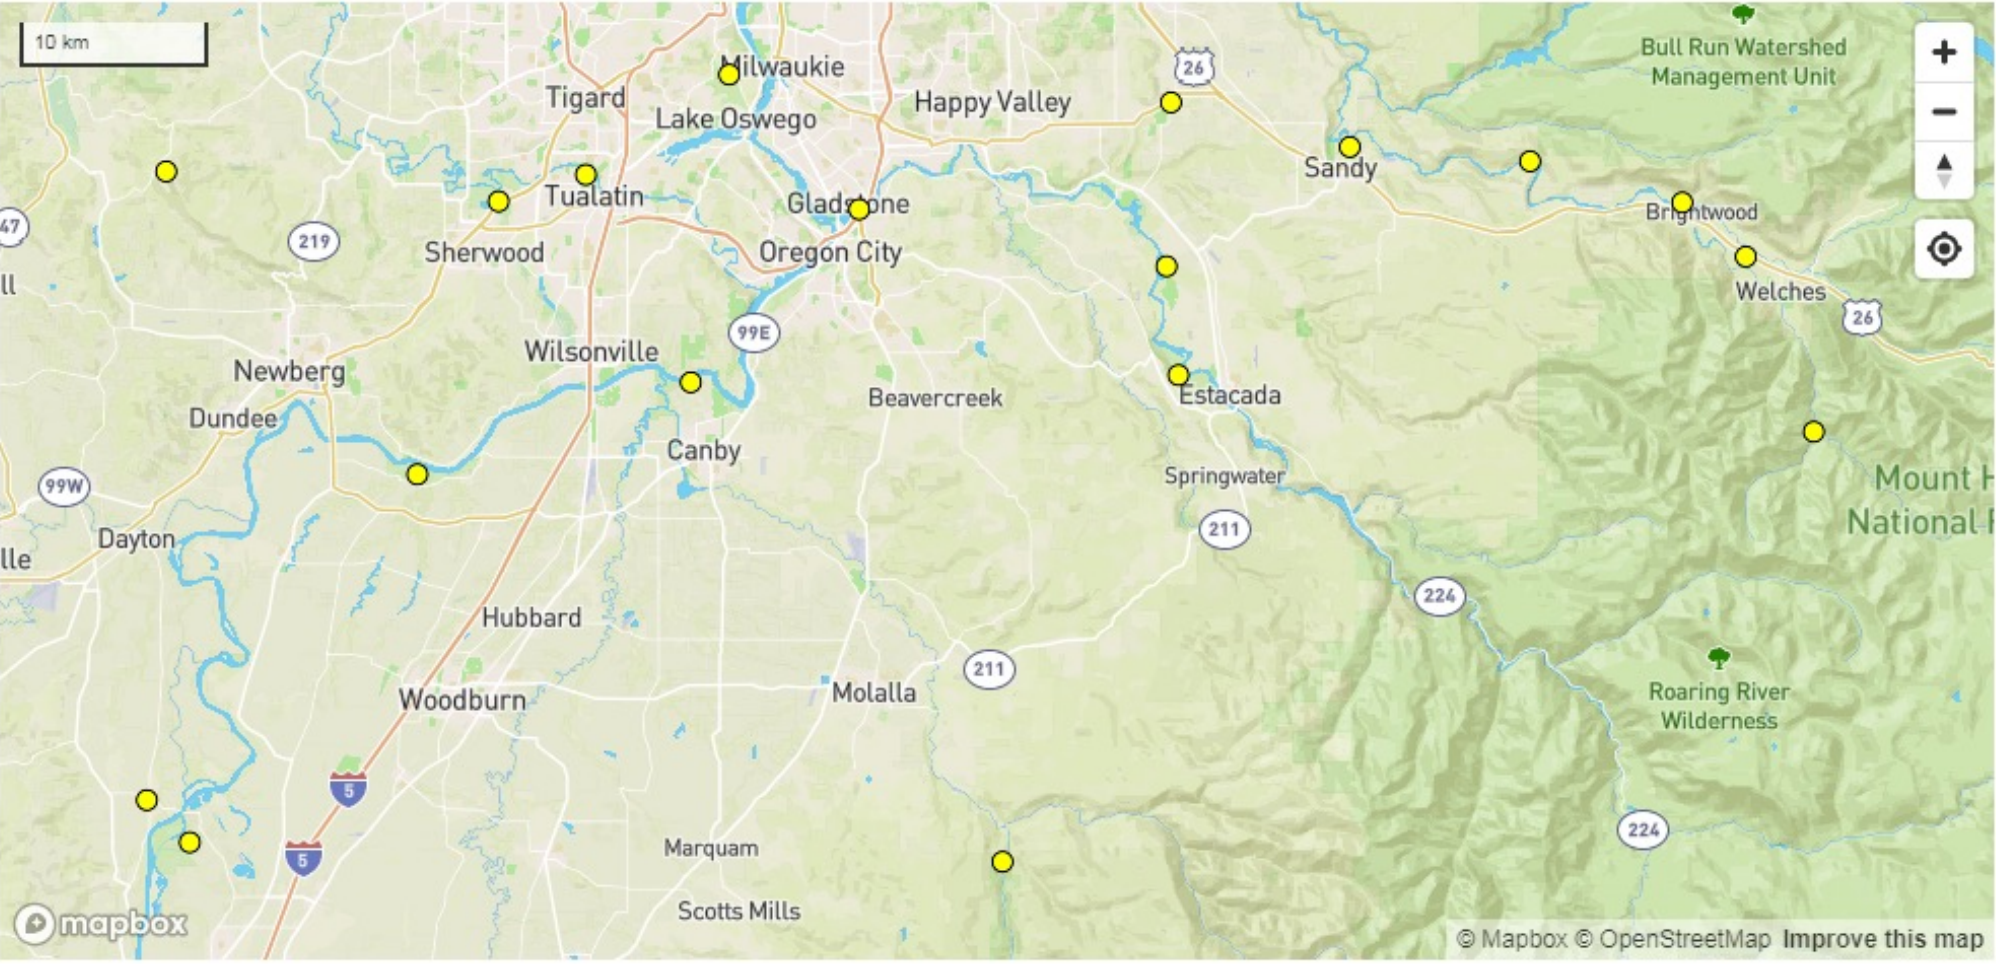 10 km
Bull Run Watershed
Management Unit
Milwaukie
26
Tigard
Happy Valley
Lake Oswego
Sandy
Tualatin
Gladstone
Brightwood
47
219
Sherwood
Oregon City
ll
Welches
26
99E
Wilsonville
Newberg
Beavercreek
Estacada
Dundee
Canby
Springwater
Mount H
National F
99W
211
Dayton
lle
224
Hubbard
211
Roaring River
Wilderness
Molalla
Woodburn
5
224
Marquam
5
Scotts Mills
mapbox
© Mapbox © OpenStreetMap Improve this map